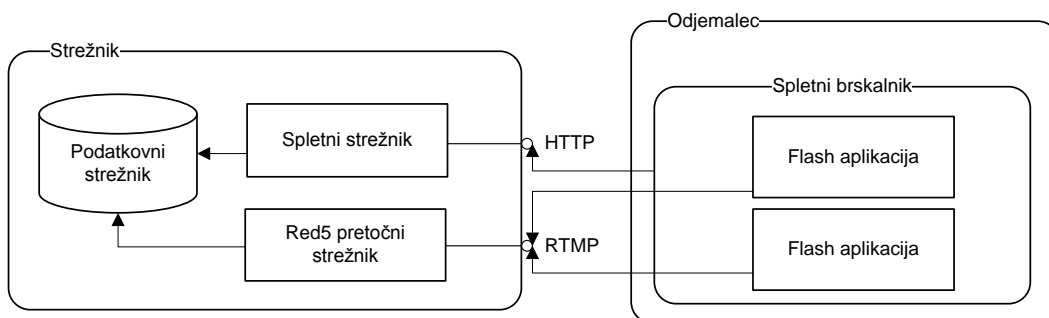 Odjemalec
Strežnik
Spletni brskalnik
Podatkovni
strežnik
Spletni strežnik
HTTP
Flash aplikacija
Red5 pretočni
strežnik
RTMP
Flash aplikacija